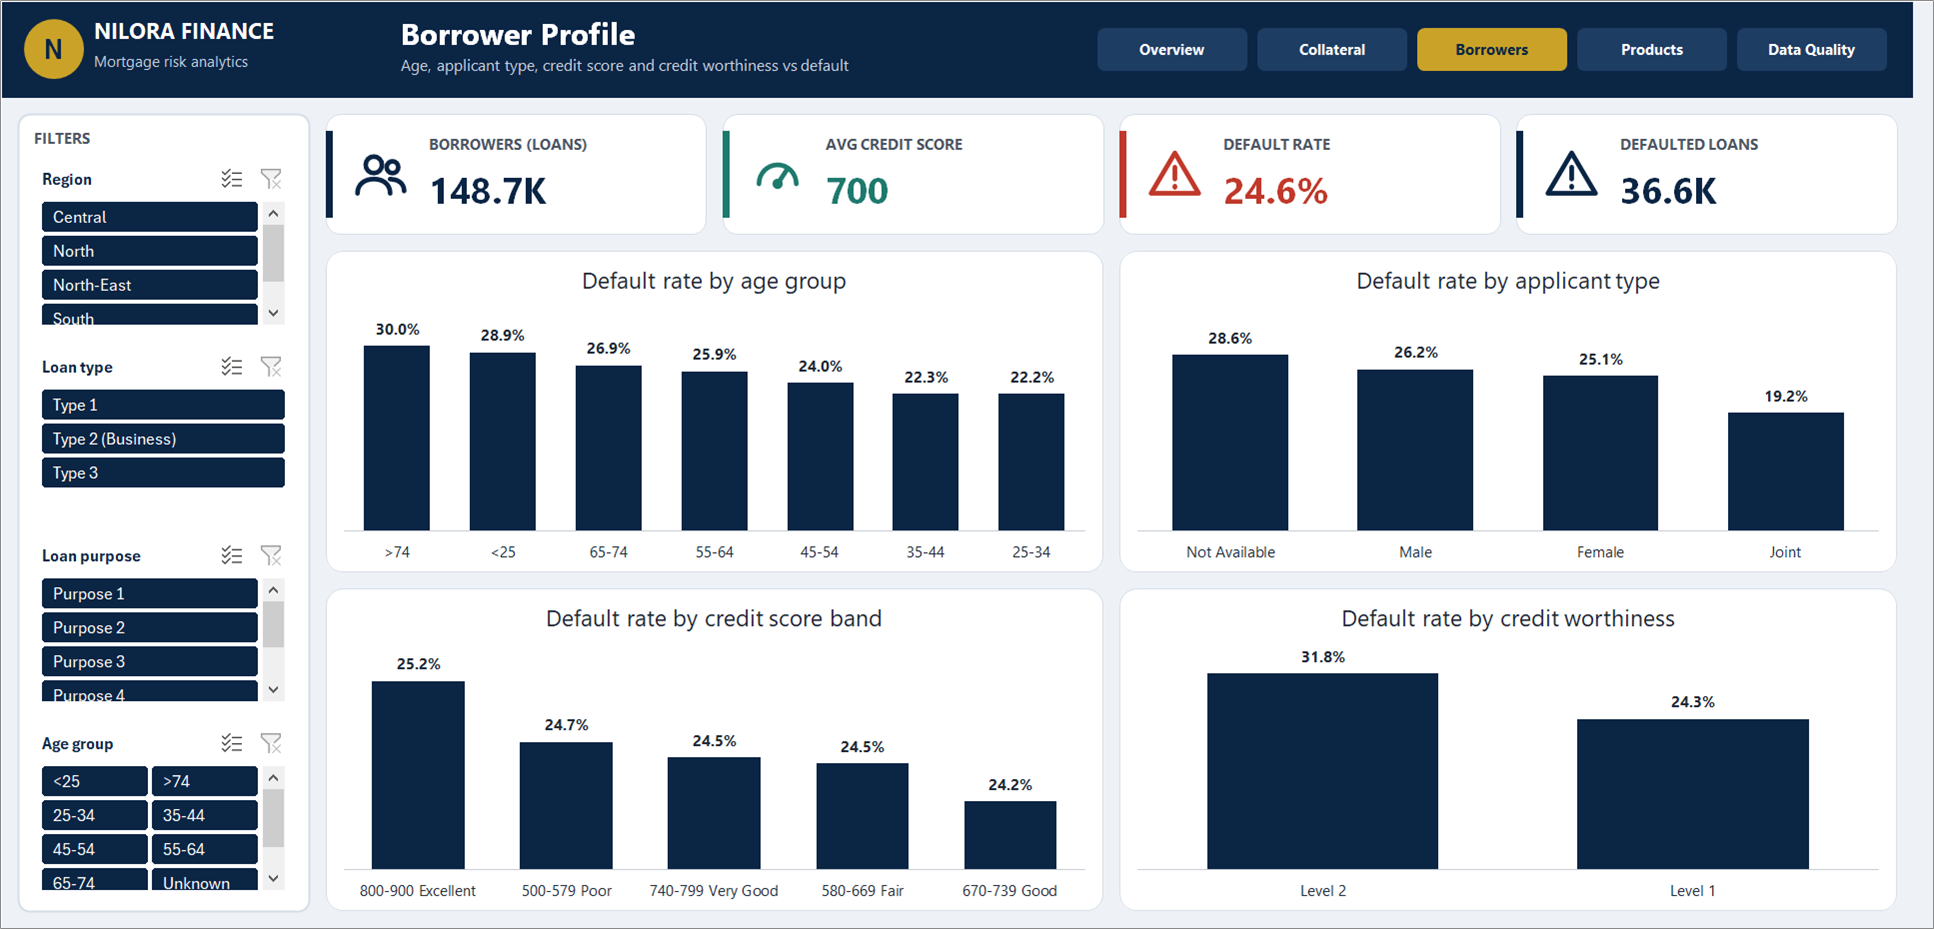 N
NILORA FINANCE
Mortgage risk analytics
Borrower Profile
Age, applicant type, credit score and credit worthiness vs default
Overview
Collateral
Borrowers
Products
Data Quality
FILTERS
Region
Central
North
North-East
South
Loan type
Type 1
Type 2 (Business)
Type 3
Loan purpose
Purpose 1
Purpose 2
Purpose 3
Purpose 4
Age group
<25 >74
25-34 35-44
45-54 55-64
65-74 Unknown
BORROWERS (LOANS)
148.7K
AVG CREDIT SCORE
700
DEFAULT RATE
24.6%
DEFAULTED LOANS
36.6K
Default rate by age group
30.0% 28.9% 26.9% 25.9% 24.0% 22.3% 22.2%
>74 <25 65-74 55-64 45-54 35-44 25-34
Default rate by applicant type
28.6% 26.2% 25.1% 19.2%
Not Available Male Female Joint
Default rate by credit score band
25.2% 24.7% 24.5% 24.5% 24.2%
800-900 Excellent 500-579 Poor 740-799 Very Good 580-669 Fair 670-739 Good
Default rate by credit worthiness
31.8% 24.3%
Level 2 Level 1